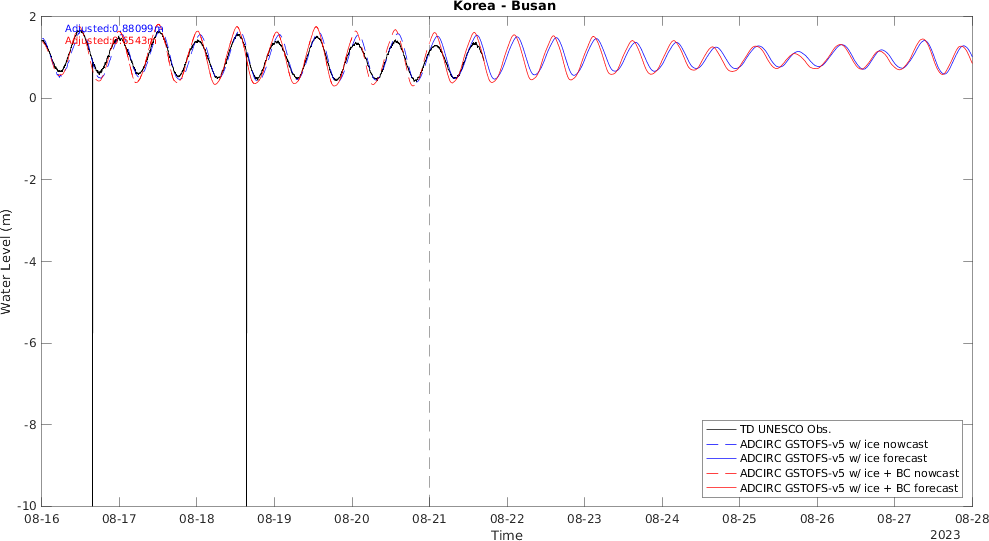 Korea - Busan
2
0
-2
-4
-6
-8
-10
Water Level (m)
Adjusted:0.88099m
TD UNESCO Obs.
ADCIRC GSTOFS-v5 w/ ice nowcast
ADCIRC GSTOFS-v5 w/ ice forecast
ADCIRC GSTOFS-v5 w/ ice + BC nowcast
ADCIRC GSTOFS-v5 w/ ice + BC forecast
08-16 08-17 08-18 08-19 08-20 08-21 08-22 08-23 08-24 08-25 08-26 08-27 08-28
Time
2023